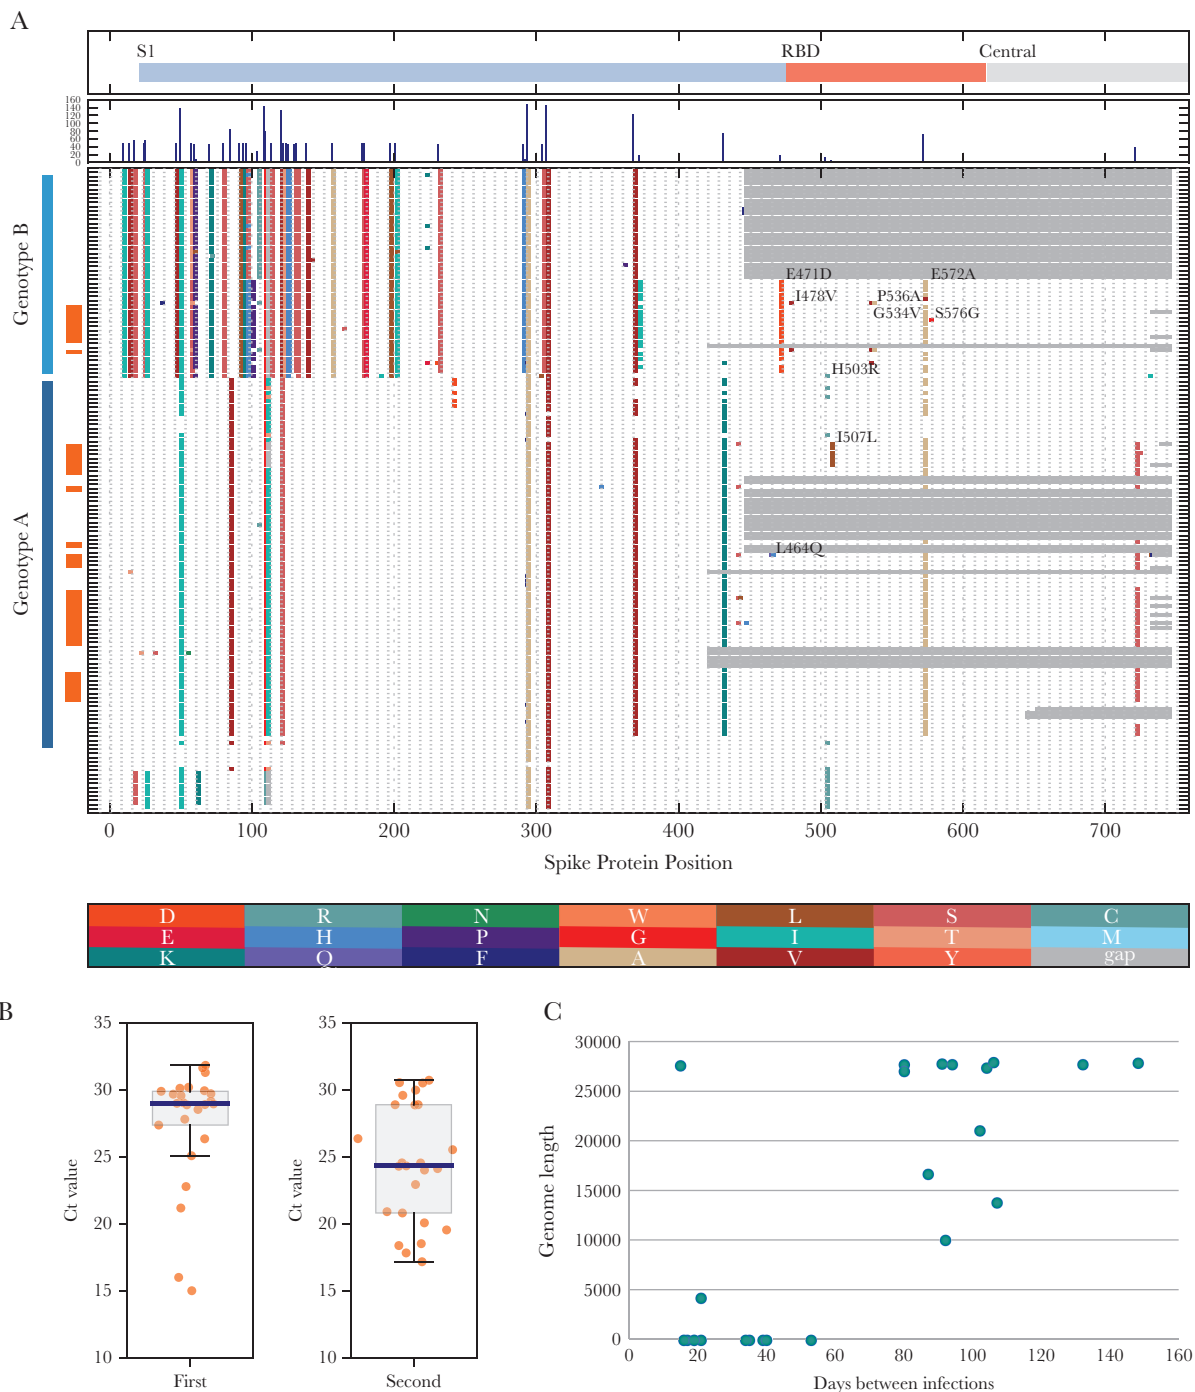 A
S1 RBD Central
160
140
120
100
80
60
40
20
0
Genotype B
Genotype A
E471D E572A
I478V P536A
G534V S576G
H503R
I507L
L464Q
0 100 200 300 400 500 600 700
Spike Protein Position
D R N W L S C
E H P G I T M
K Q F A V Y gap
B
35
30
25
20
15
10
Ct value
First
35
30
25
20
15
10
Ct value
Second
C
30000
25000
20000
15000
10000
5000
0
Genome length
0 20 40 60 80 100 120 140 160
Days between infections